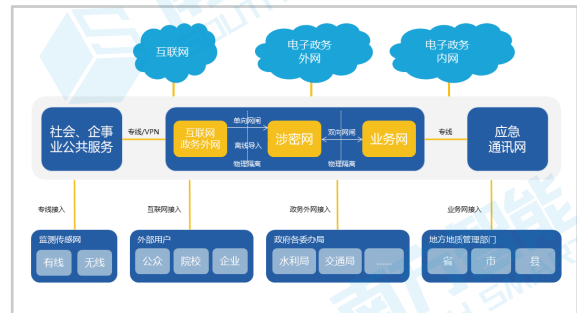 互联网
电子政务
外网
电子政务
内网
社会、企事
业公共服务
专线/VPN
互联网
政务外网
单向网闸
离线导入
物理隔离
涉密网
双向网闸
物理隔离
业务网
专线
应急
通讯网
专线接入
互联网接入
政务外网接入
业务网接入
监测传感网
有线
无线
外部用户
公众
院校
企业
政府各委办局
水利局
交通局
......
地方地质管理部门
省
市
县